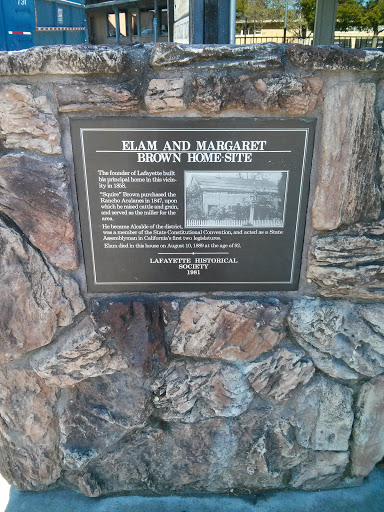 731
ELAM AND MARGARET
BROWN HOME-SITE
The founder of Lafayette built
his principal home in this vicin-
ity in 1858.
"Squire" Brown purchased the
Rancho Acalanes in 1847, upon
which he raised cattle and grain,
and served as the miller for the
area.
He became Alcalde of the district,
was a member of the State Constitutional Convention, and acted as a State
Assemblyman in California's first two legislatures.
Elam died in this house on August 10, 1889 at the age of 92.
LAFAYETTE HISTORICAL
SOCIETY
1981